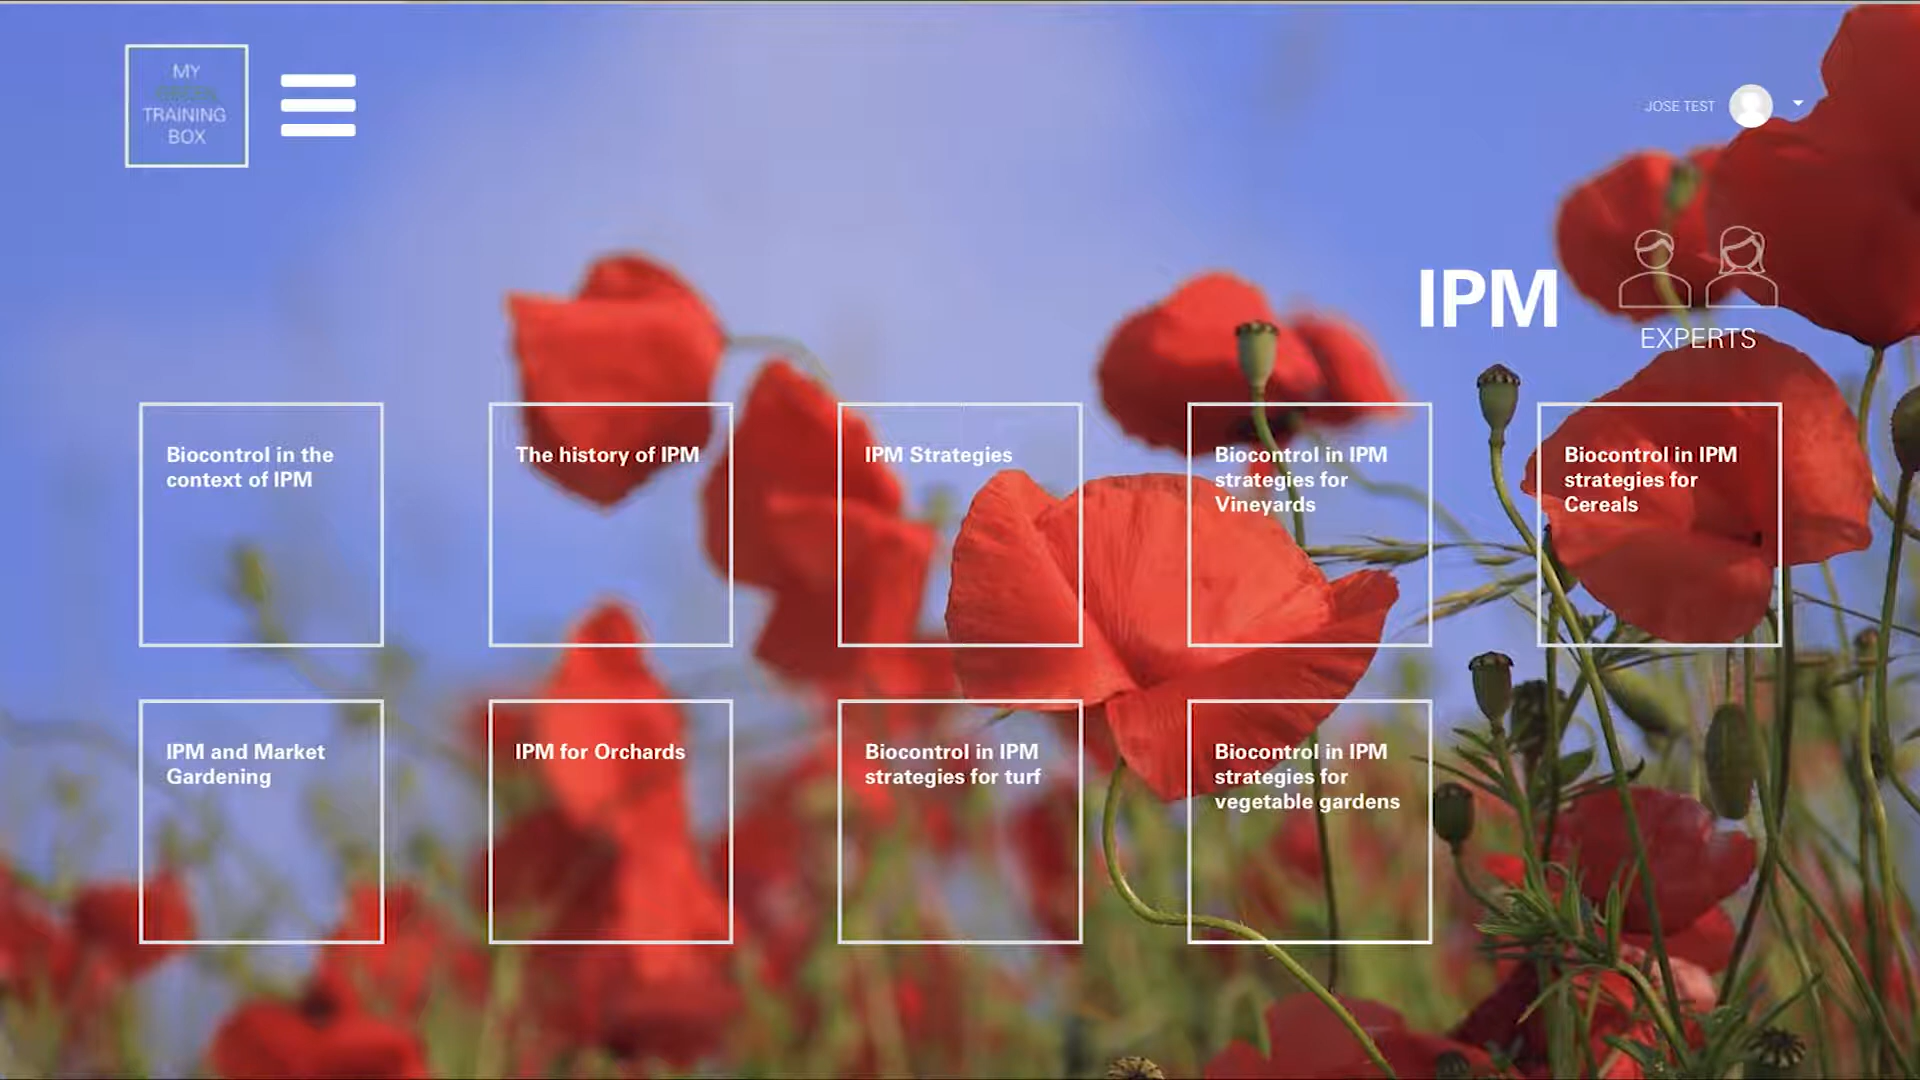 MY
GREEN
TRAINING
BOX
JOSE TEST
IPM
EXPERTS
Biocontrol in the
context of IPM
The history of IPM
IPM Strategies
Biocontrol in IPM
strategies for
Vineyards
Biocontrol in IPM
strategies for
Cereals
IPM and Market
Gardening
IPM for Orchards
Biocontrol in IPM
strategies for turf
Biocontrol in IPM
strategies for
vegetable gardens